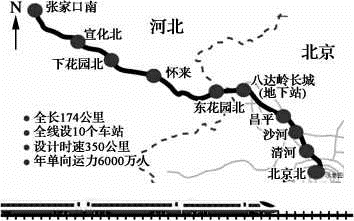 N
张家口南
河北
宣化北
北京
下花园北
怀来
八达岭长城
(地下站)
东花园北
昌平
沙河
清河
北京北
● 全长174公里
● 全线设10个车站
● 设计时速350公里
● 年单向运力6000万人